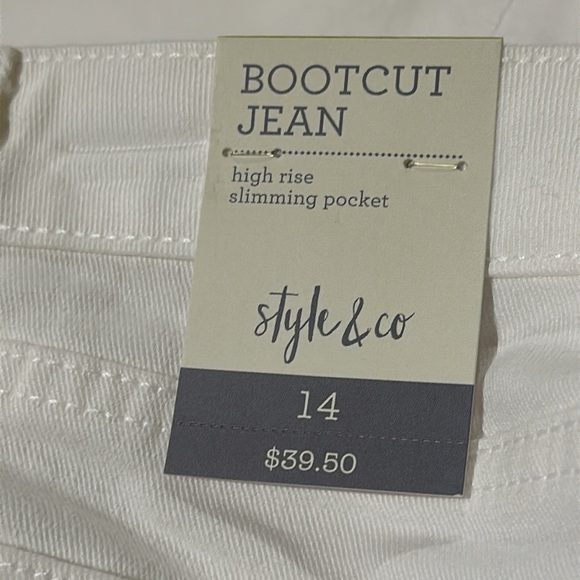 BOOTCUT
JEAN
high rise
slimming pocket
style & co
14
$39.50